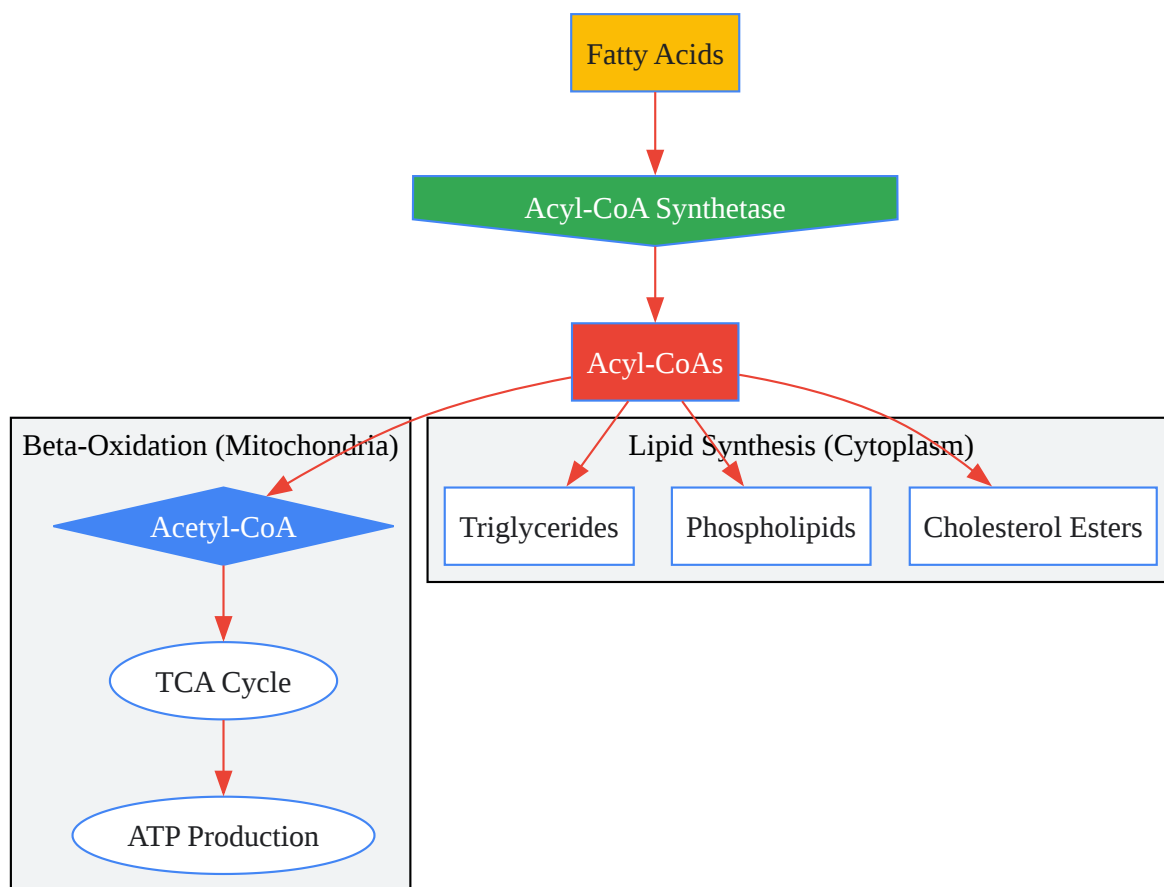 Fatty Acids
Acyl-CoA Synthetase
Acyl-CoAs
Beta-Oxidation (Mitochondria)
Lipid Synthesis (Cytoplasm)
Acetyl-CoA
Triglycerides
Phospholipids
Cholesterol Esters
TCA Cycle
ATP Production